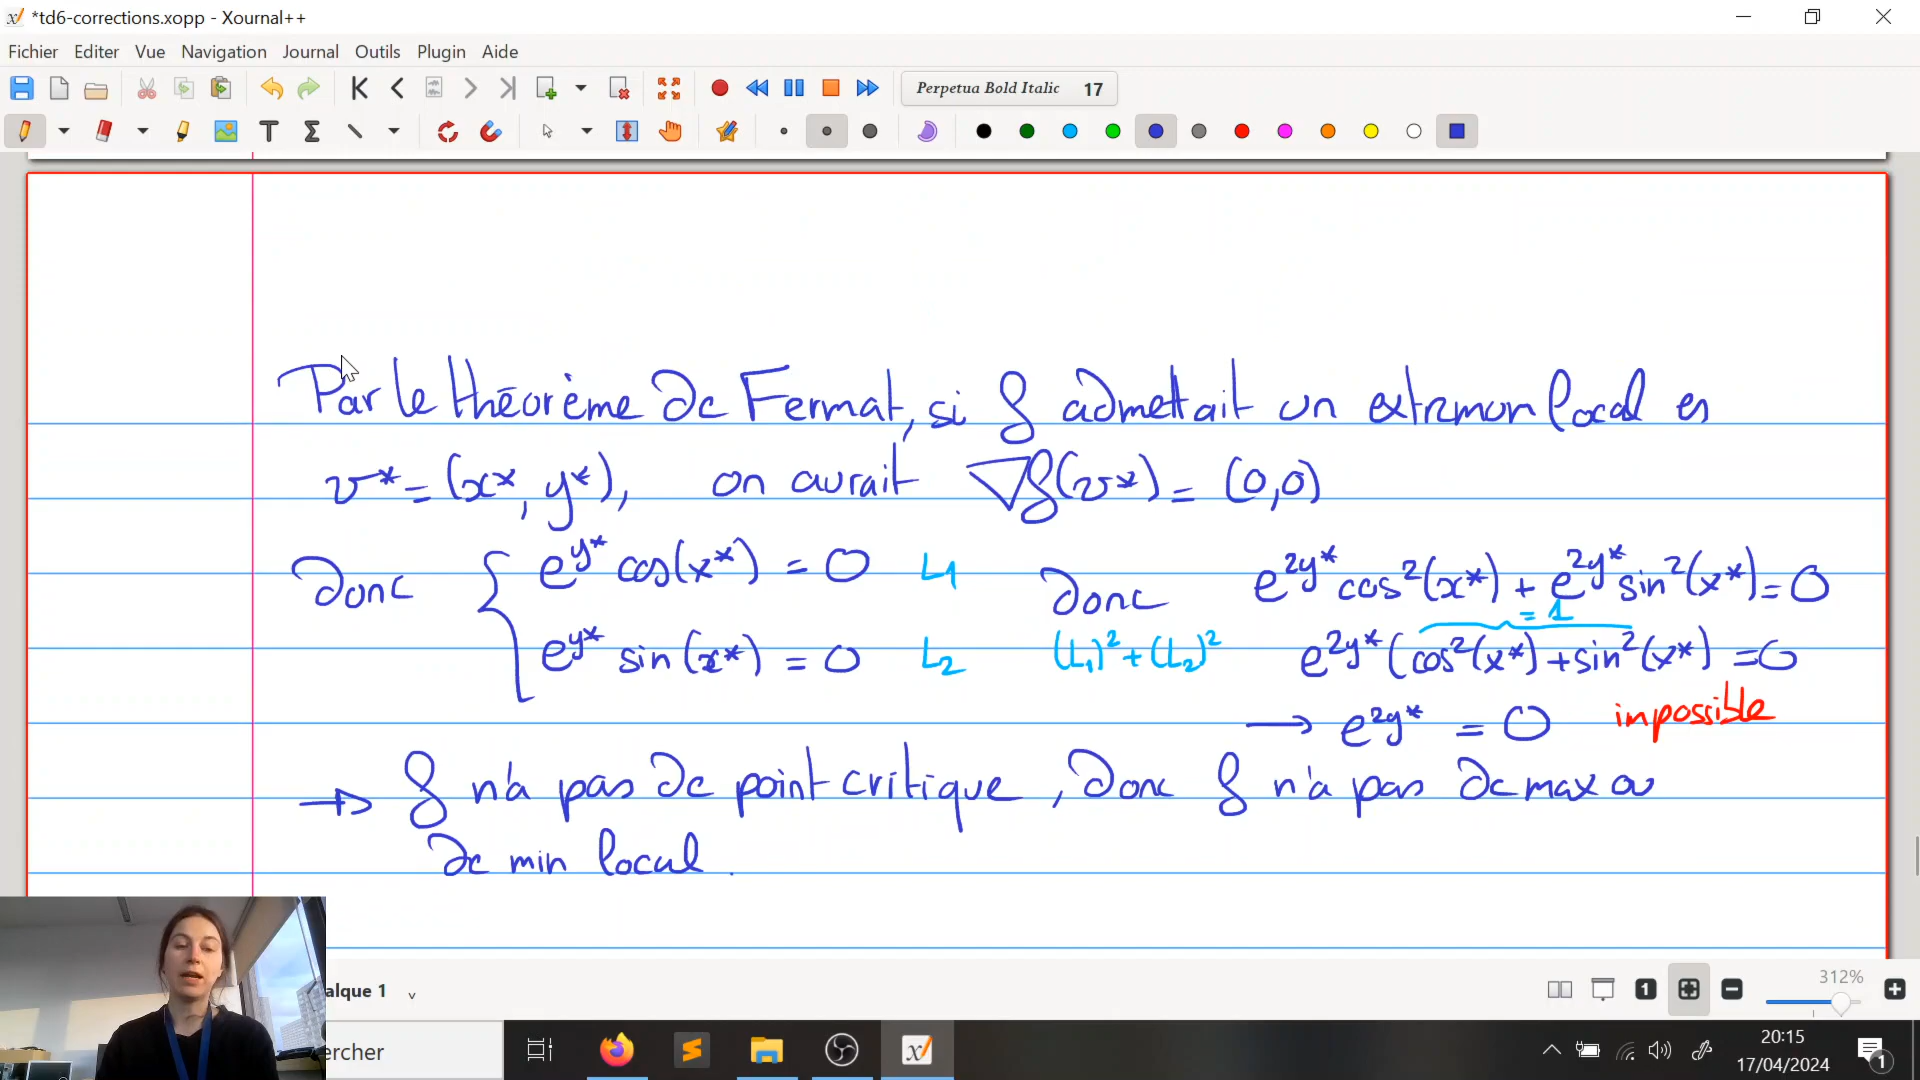 *td6-corrections.xopp - Xournal++
Fichier Editer Vue Navigation Journal Outils Plugin Aide
Perpetua Bold Italic 17
Par le théorème de Fermat, si f admettait un extremum local en
v* = (x*, y*), on aurait ∇f(v*) = (0,0)
donc { e^{y*} cos(x*) = 0 L1 donc e^{2y*} cos²(x*) + e^{2y*} sin²(x*) = 0
= 1
e^{y*} sin(x*) = 0 L2 (L1)² + (L2)² e^{2y*} (cos²(x*) + sin²(x*) = 0
→ e^{2y*} = 0 impossible
→ f n'a pas de point critique, donc f n'a pas de max ou
de min local.
alque 1
1
312%
ercher
20:15
17/04/2024
1